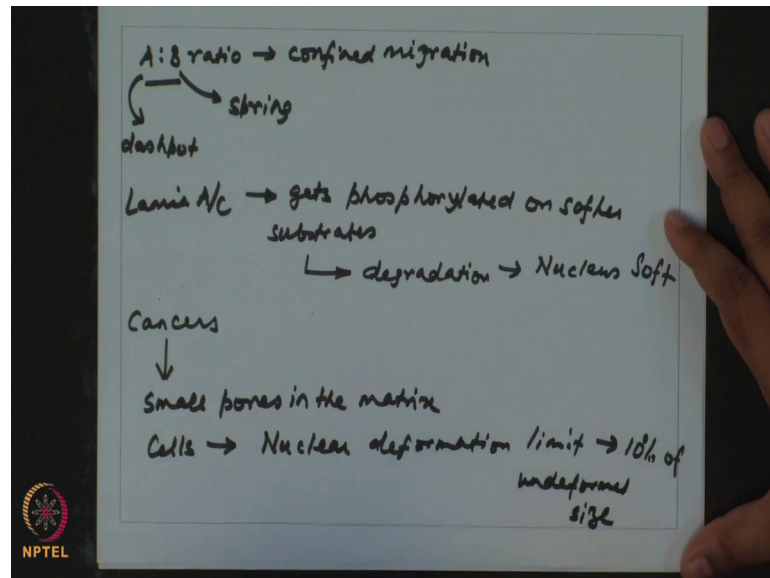 A:B ratio → confined migration
spring
dashpot
Lamin A/C → gets phosphorylated on softer
substrates
degradation → Nucleus Soft
Cancers
↓
Small pores in the matrix
Cells → Nuclear deformation limit → 10% of
undeformed
size
NPTEL